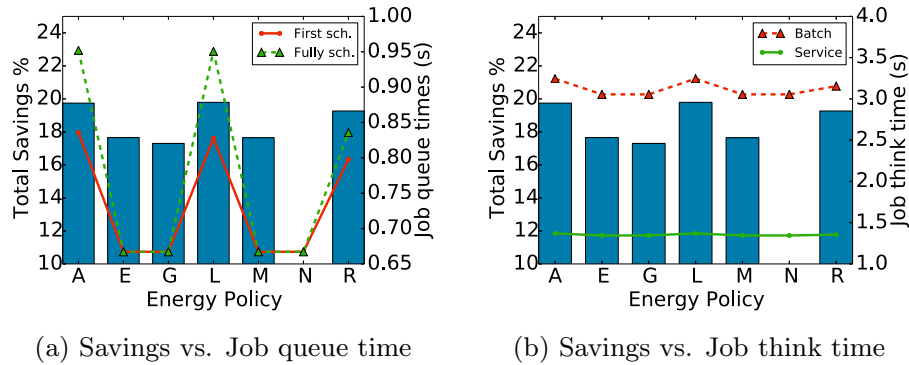 Total Savings %
24
22
20
18
16
14
12
10
First sch.
Fully sch.
1.00
0.95
0.90
0.85
0.80
0.75
0.70
0.65
Job queue times (s)
A E G L M N R
Energy Policy
(a) Savings vs. Job queue time
Total Savings %
24
22
20
18
16
14
12
10
Batch
Service
4.0
3.5
3.0
2.5
2.0
1.5
1.0
Job think time (s)
A E G L M N R
Energy Policy
(b) Savings vs. Job think time